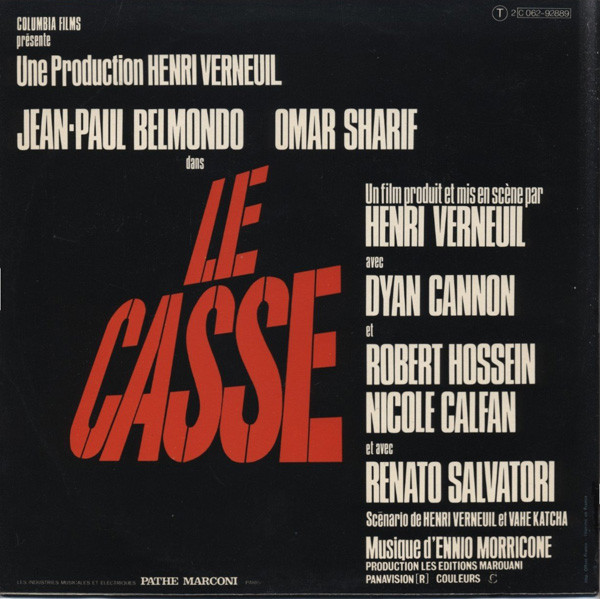 COLUMBIA FILMS
présente
Une Production HENRI VERNEUIL
T 2C 062-92889
JEAN-PAUL BELMONDO OMAR SHARIF
dans
LE
CASSE
Un film produit et mis en scène par
HENRI VERNEUIL
avec
DYAN CANNON
et
ROBERT HOSSEIN
NICOLE CALFAN
et avec
RENATO SALVATORI
Scénario de HENRI VERNEUIL et VAHE KATCHA
Musique d'ENNIO MORRICONE
PRODUCTION LES EDITIONS MAROUANI
PANAVISION [R] COULEURS
LES INDUSTRIES MUSICALES ET ELECTRIQUES PATHE MARCONI